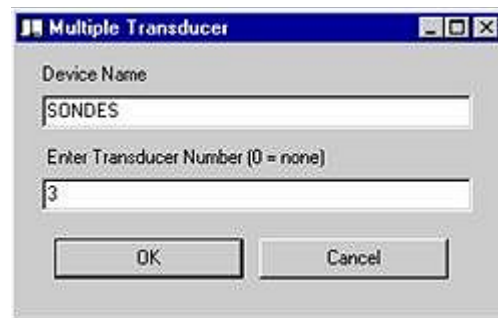 Multiple Transducer
Device Name
SONDES
Enter Transducer Number (0 = none)
3
OK
Cancel